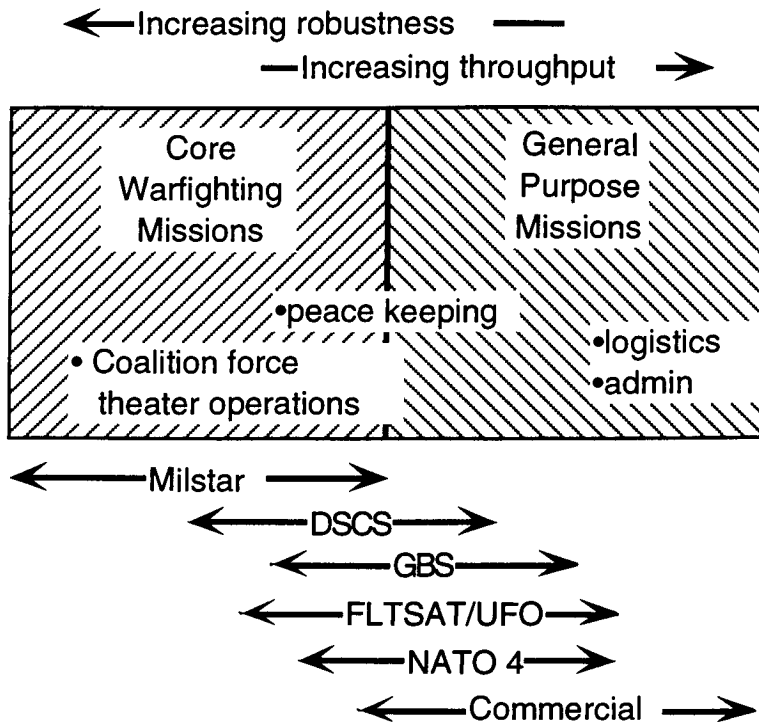 Increasing robustness
Increasing throughput
Core
Warfighting
Missions
General
Purpose
Missions
•peace keeping
•logistics
•admin
• Coalition force
theater operations
Milstar
DSCS
GBS
FLTSAT/UFO
NATO 4
Commercial